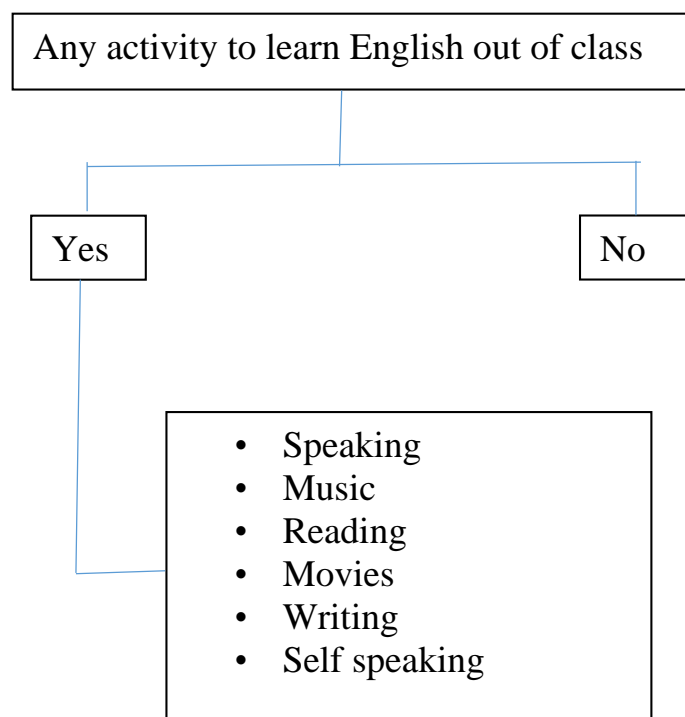 Any activity to learn English out of class
Yes
No
• Speaking
• Music
• Reading
• Movies
• Writing
• Self speaking